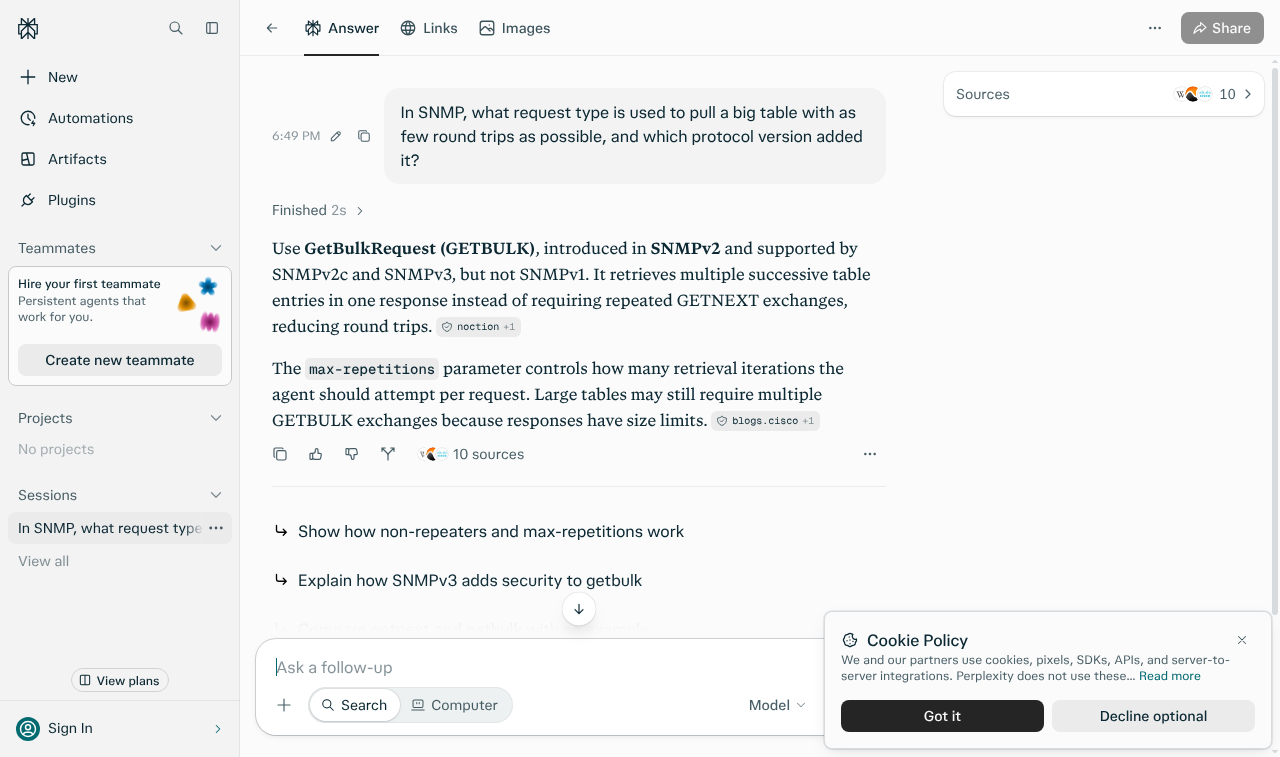 New
Automations
Artifacts
Plugins
Teammates
Hire your first teammate
Persistent agents that
work for you.
Create new teammate
Projects
No projects
Sessions
In SNMP, what request type
View all
View plans
Sign In
Answer
Links
Images
Share
6:49 PM
In SNMP, what request type is used to pull a big table with as
few round trips as possible, and which protocol version added
it?
Finished 2s
Use GetBulkRequest (GETBULK), introduced in SNMPv2 and supported by
SNMPv2c and SNMPv3, but not SNMPv1. It retrieves multiple successive table
entries in one response instead of requiring repeated GETNEXT exchanges,
reducing round trips. noction +1
The max-repetitions parameter controls how many retrieval iterations the
agent should attempt per request. Large tables may still require multiple
GETBULK exchanges because responses have size limits. blogs.cisco +1
10 sources
Show how non-repeaters and max-repetitions work
Explain how SNMPv3 adds security to getbulk
Ask a follow-up
Search
Computer
Model
Sources
10
Cookie Policy
We and our partners use cookies, pixels, SDKs, APIs, and server-to-
server integrations. Perplexity does not use these... Read more
Got it
Decline optional